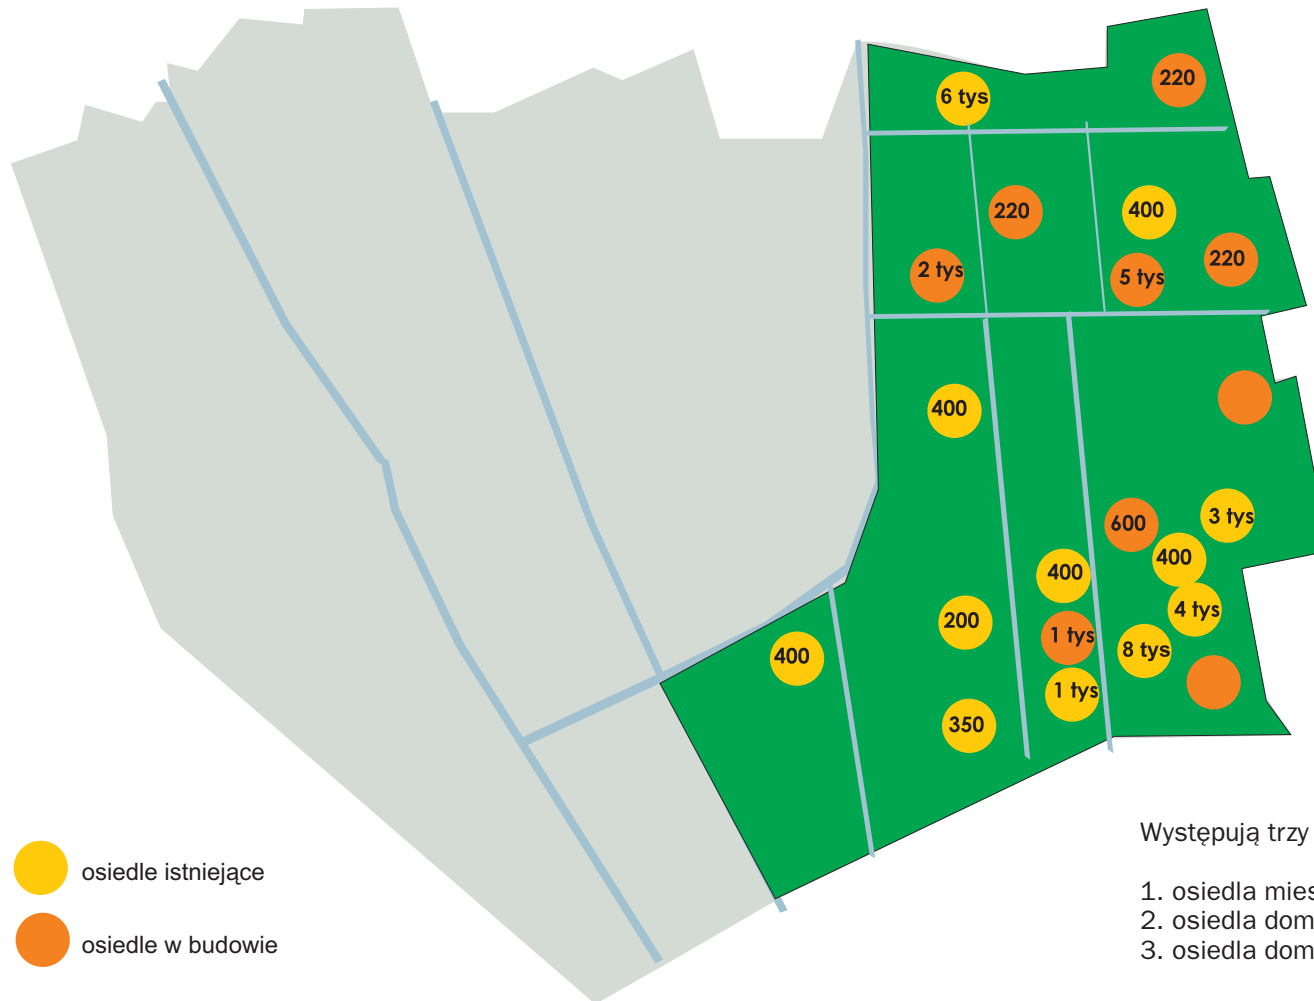 6 tys
220
220
400
2 tys
5 tys
220
400
600
3 tys
400
400
200
4 tys
1 tys
8 tys
400
1 tys
350
osiedle istniejące
osiedle w budowie
Występują trzy
1. osiedla mies
2. osiedla dom
3. osiedla dom